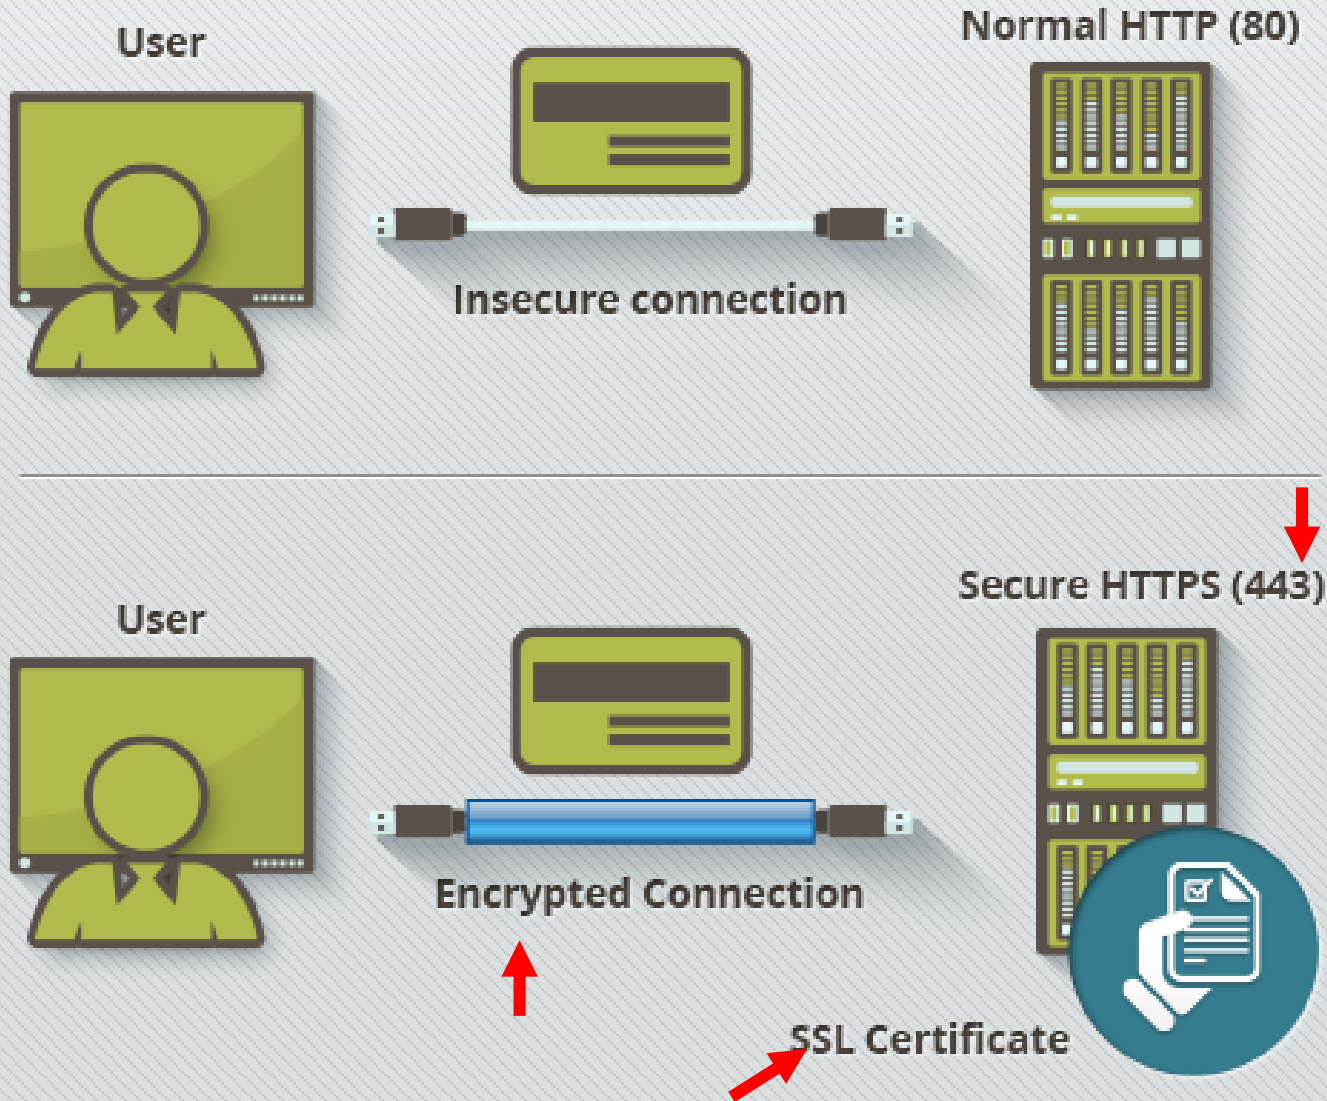 User
Normal HTTP (80)
Insecure connection
Secure HTTPS (443)
User
Encrypted Connection
SSL Certificate